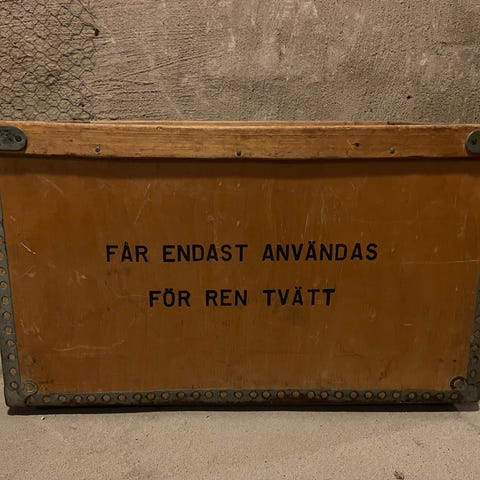 FÅR ENDAST ANVÄNDAS
FÖR REN TVÄTT